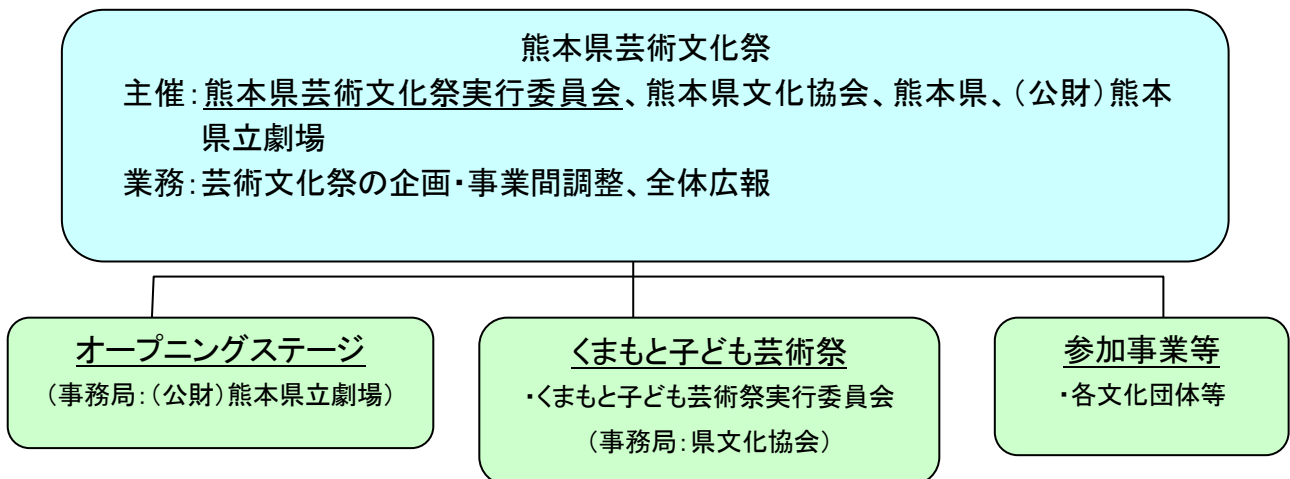 熊本県芸術文化祭
主催：熊本県芸術文化祭実行委員会、熊本県文化協会、熊本県、（公財）熊本
県立劇場
業務：芸術文化祭の企画・事業間調整、全体広報
オープニングステージ
（事務局：（公財）熊本県立劇場）
くまもと子ども芸術祭
・くまもと子ども芸術祭実行委員会
（事務局：県文化協会）
参加事業等
・各文化団体等